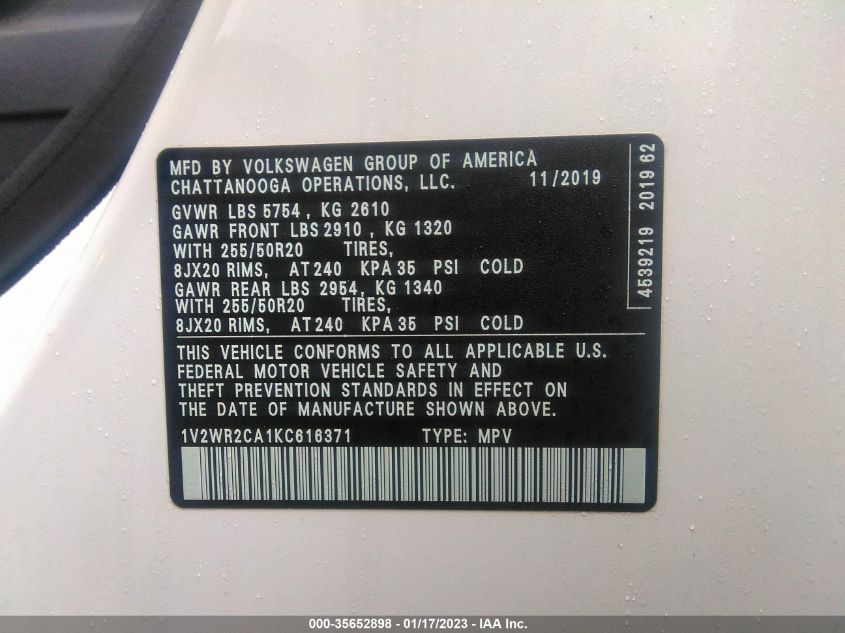 MFD BY VOLKSWAGEN GROUP OF AMERICA
CHATTANOOGA OPERATIONS, LLC. 11/2019
GVWR LBS 5754 , KG 2610
GAWR FRONT LBS 2910 , KG 1320
WITH 255/50R20 TIRES,
8JX20 RIMS, AT 240 KPA 35 PSI COLD
GAWR REAR LBS 2954, KG 1340
WITH 255/50R20 TIRES,
8JX20 RIMS, AT 240 KPA 35 PSI COLD
4539219 2019 62
THIS VEHICLE CONFORMS TO ALL APPLICABLE U.S.
FEDERAL MOTOR VEHICLE SAFETY AND
THEFT PREVENTION STANDARDS IN EFFECT ON
THE DATE OF MANUFACTURE SHOWN ABOVE.
1V2WR2CA1KC616371 TYPE: MPV
000-35652898 - 01/17/2023 - IAA Inc.